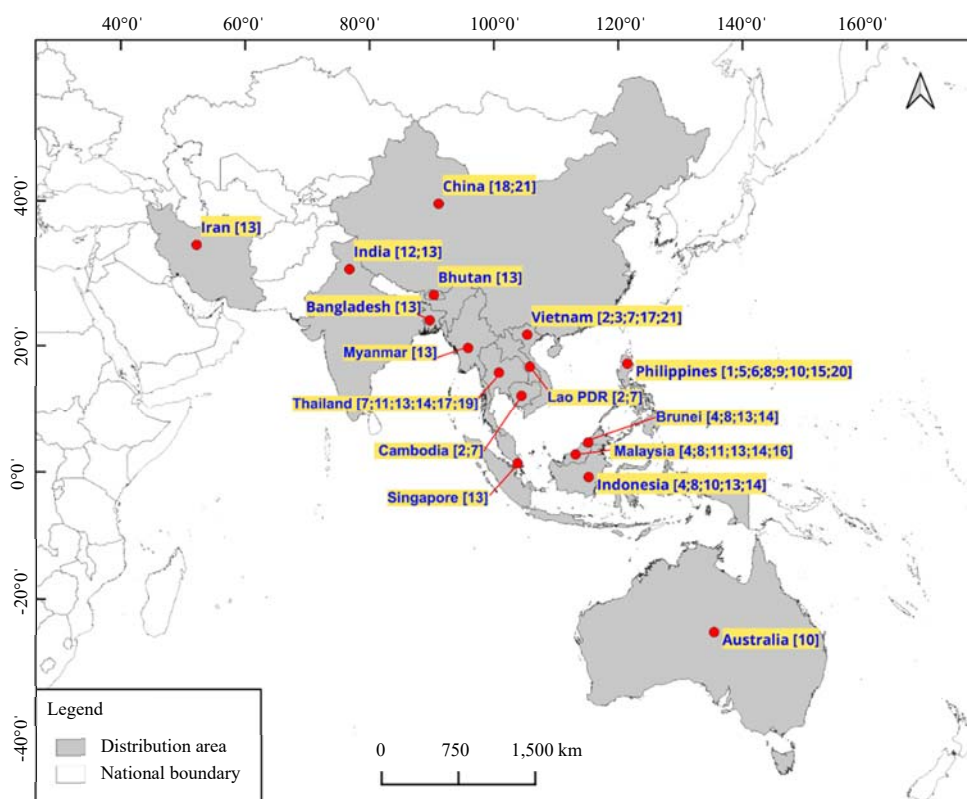 40°0′ 60°0′ 80°0′ 100°0′ 120°0′ 140°0′ 160°0′
40°0′
20°0′
0°0′
-20°0′
-40°0′
China [18;21]
Iran [13]
India [12;13]
Bhutan [13]
Bangladesh [13]
Vietnam [2;3;7;17;21]
Myanmar [13]
Philippines [1;5;6;8;9;10;15;20]
Thailand [7;11;13;14;17;19]
Lao PDR [2;7]
Brunei [4;8;13;14]
Cambodia [2;7]
Malaysia [4;8;11;13;14;16]
Singapore [13]
Indonesia [4;8;10;13;14]
Australia [10]
Legend
Distribution area
National boundary
0 750 1,500 km